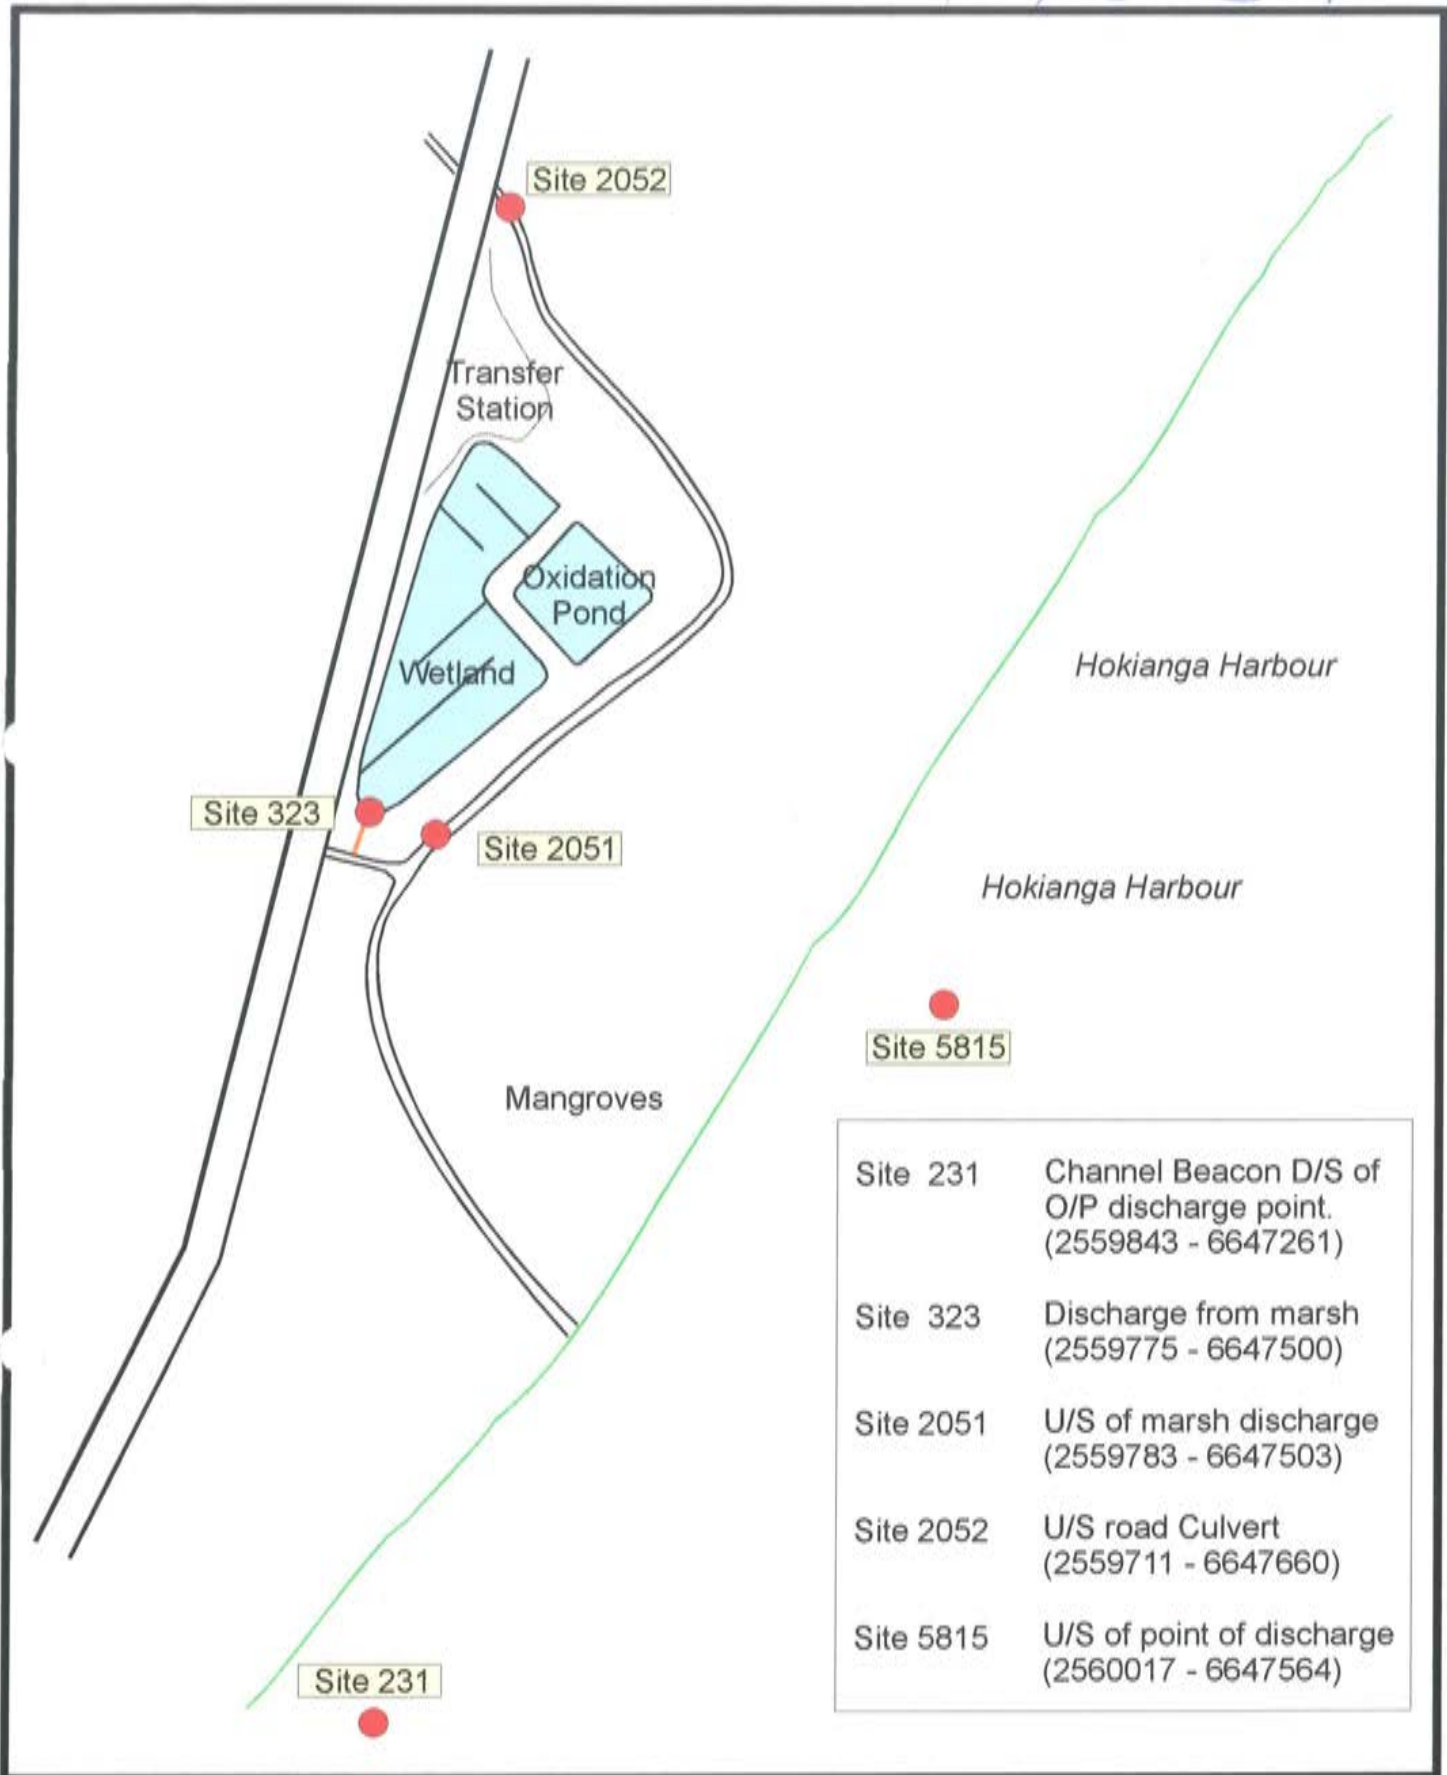 Site 2052
Transfer
Station
Oxidation
Pond
Wetland
Hokianga Harbour
Site 323
Site 2051
Hokianga Harbour
Site 5815
Mangroves
Site 231 Channel Beacon D/S of
O/P discharge point.
(2559843 - 6647261)
Site 323 Discharge from marsh
(2559775 - 6647500)
Site 2051 U/S of marsh discharge
(2559783 - 6647503)
Site 2052 U/S road Culvert
(2559711 - 6647660)
Site 5815 U/S of point of discharge
(2560017 - 6647564)
Site 231